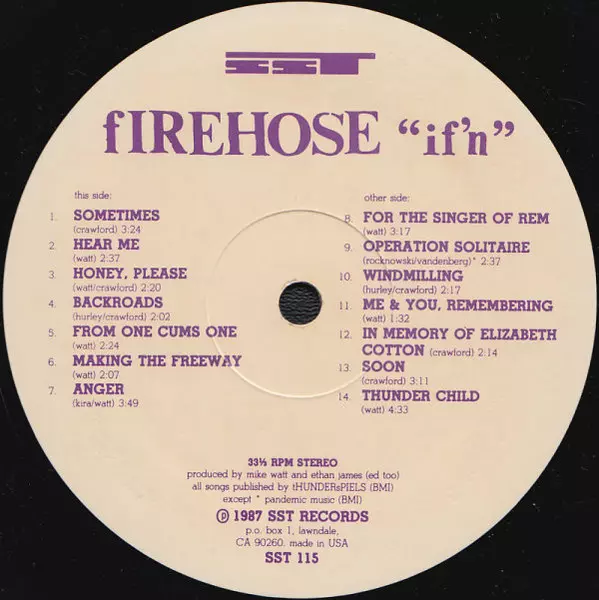 SST
fIREHOSE "if'n"
this side:
1. SOMETIMES
(crawford) 3:24
2. HEAR ME
(watt) 2:37
3. HONEY, PLEASE
(watt/crawford) 2:20
4. BACKROADS
(hurley/crawford) 2:02
5. FROM ONE CUMS ONE
(watt) 2:24
6. MAKING THE FREEWAY
(watt) 2:07
7. ANGER
(kira/watt) 3:49
other side:
8. FOR THE SINGER OF REM
(watt) 3:17
9. OPERATION SOLITAIRE
(rocknowski/vandenberg)* 2:37
10. WINDMILLING
(hurley/crawford) 2:17
11. ME & YOU, REMEMBERING
(watt) 1:32
12. IN MEMORY OF ELIZABETH
COTTON (crawford) 2:14
13. SOON
(crawford) 3:11
14. THUNDER CHILD
(watt) 4:33
33⅓ RPM STEREO
produced by mike watt and ethan james (ed too)
all songs published by tHUNDERsPIELS (BMI)
except * pandemic music (BMI)
℗ 1987 SST RECORDS
p.o. box 1, lawndale,
CA 90260. made in USA
SST 115